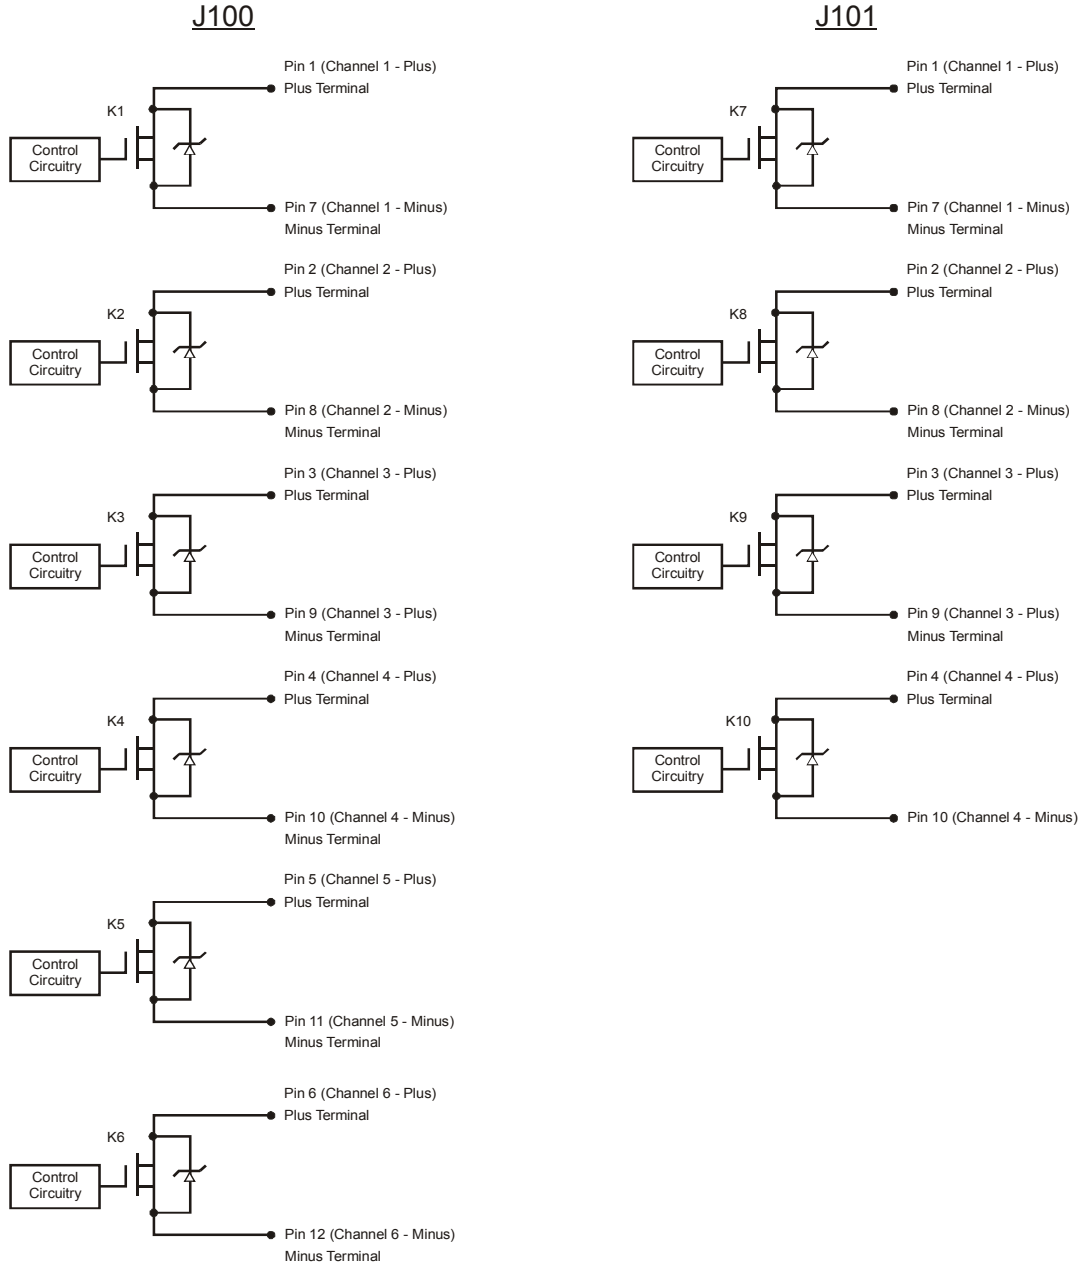 J100
Pin 1 (Channel 1 - Plus)
Plus Terminal
K1
Control
Circuitry
Pin 7 (Channel 1 - Minus)
Minus Terminal
Pin 2 (Channel 2 - Plus)
Plus Terminal
K2
Control
Circuitry
Pin 8 (Channel 2 - Minus)
Minus Terminal
Pin 3 (Channel 3 - Plus)
Plus Terminal
K3
Control
Circuitry
Pin 9 (Channel 3 - Plus)
Minus Terminal
Pin 4 (Channel 4 - Plus)
Plus Terminal
K4
Control
Circuitry
Pin 10 (Channel 4 - Minus)
Minus Terminal
Pin 5 (Channel 5 - Plus)
Plus Terminal
K5
Control
Circuitry
Pin 11 (Channel 5 - Minus)
Minus Terminal
Pin 6 (Channel 6 - Plus)
Plus Terminal
K6
Control
Circuitry
Pin 12 (Channel 6 - Minus)
Minus Terminal
J101
Pin 1 (Channel 1 - Plus)
Plus Terminal
K7
Control
Circuitry
Pin 7 (Channel 1 - Minus)
Minus Terminal
Pin 2 (Channel 2 - Plus)
Plus Terminal
K8
Control
Circuitry
Pin 8 (Channel 2 - Minus)
Minus Terminal
Pin 3 (Channel 3 - Plus)
Plus Terminal
K9
Control
Circuitry
Pin 9 (Channel 3 - Plus)
Minus Terminal
Pin 4 (Channel 4 - Plus)
Plus Terminal
K10
Control
Circuitry
Pin 10 (Channel 4 - Minus)